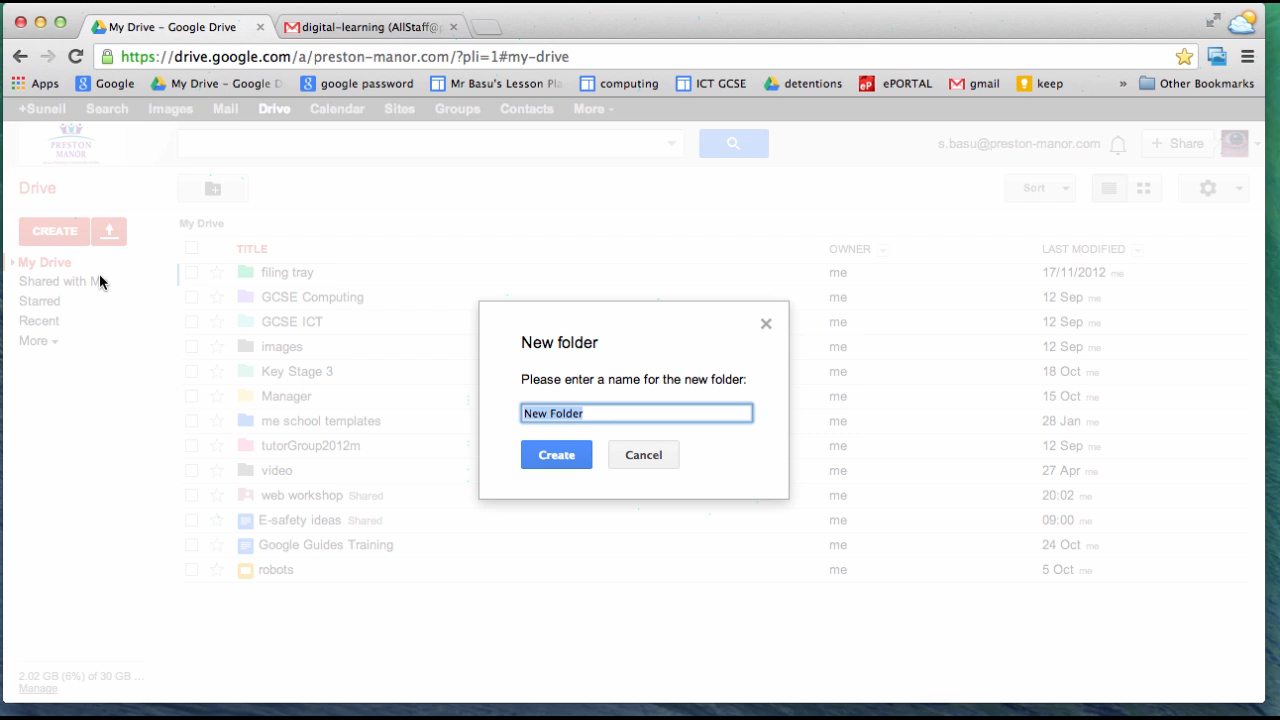 My Drive – Google Drive
digital-learning (AllStaff@p
https://drive.google.com/a/preston-manor.com/?pli=1#my-drive
Apps Google My Drive – Google D google password Mr Basu's Lesson Pla computing ICT GCSE detentions ePORTAL gmail keep » Other Bookmarks
+Suneil Search Images Mail Drive Calendar Sites Groups Contacts More
PRESTON
MANOR
s.basu@preston-manor.com + Share
Drive
Sort
CREATE
My Drive
TITLE OWNER LAST MODIFIED
My Drive
Shared with M
Starred
Recent
More
filing tray me 17/11/2012 me
GCSE Computing me 12 Sep me
GCSE ICT me 12 Sep me
images me 12 Sep me
Key Stage 3 me 18 Oct me
Manager me 15 Oct me
me school templates me 28 Jan me
tutorGroup2012m me 12 Sep me
video me 27 Apr me
web workshop Shared me 20:02 me
E-safety ideas Shared me 09:00 me
Google Guides Training me 24 Oct me
robots me 5 Oct me
New folder
Please enter a name for the new folder:
New Folder
Create Cancel
2.02 GB (6%) of 30 GB ...
Manage